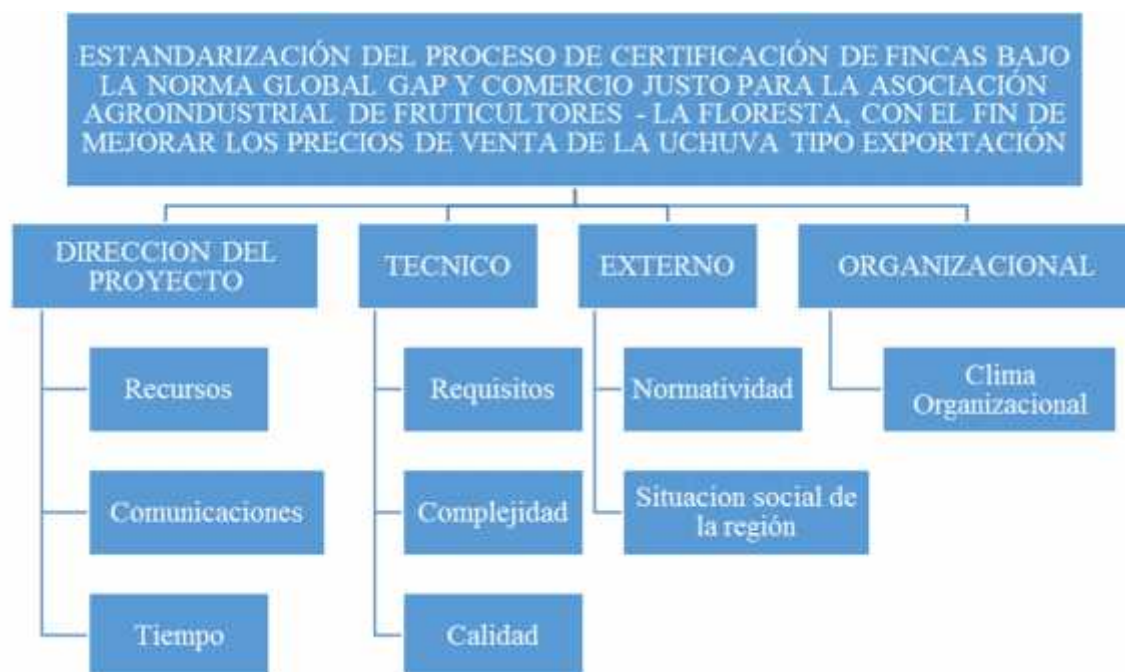 ESTANDARIZACIÓN DEL PROCESO DE CERTIFICACIÓN DE FINCAS BAJO
LA NORMA GLOBAL GAP Y COMERCIO JUSTO PARA LA ASOCIACIÓN
AGROINDUSTRIAL DE FRUTICULTORES - LA FLORESTA, CON EL FIN DE
MEJORAR LOS PRECIOS DE VENTA DE LA UCHUVA TIPO EXPORTACIÓN
DIRECCION DEL
PROYECTO
Recursos
Comunicaciones
Tiempo
TECNICO
Requisitos
Complejidad
Calidad
EXTERNO
Normatividad
Situacion social de
la región
ORGANIZACIONAL
Clima
Organizacional